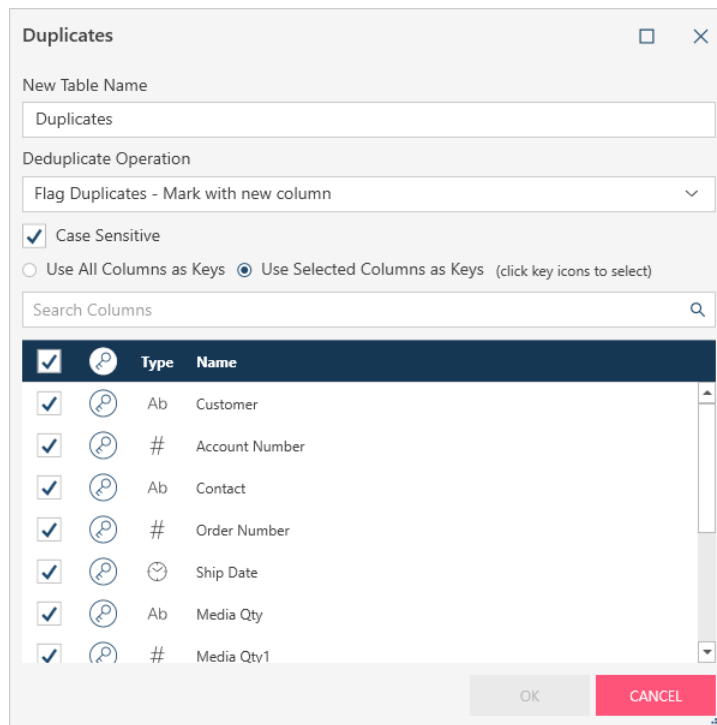 Duplicates
New Table Name
Duplicates
Deduplicate Operation
Flag Duplicates - Mark with new column
Case Sensitive
Use All Columns as Keys Use Selected Columns as Keys (click key icons to select)
Search Columns
Type Name
Ab Customer
# Account Number
Ab Contact
# Order Number
Ship Date
Ab Media Qty
# Media Qty1
OK CANCEL